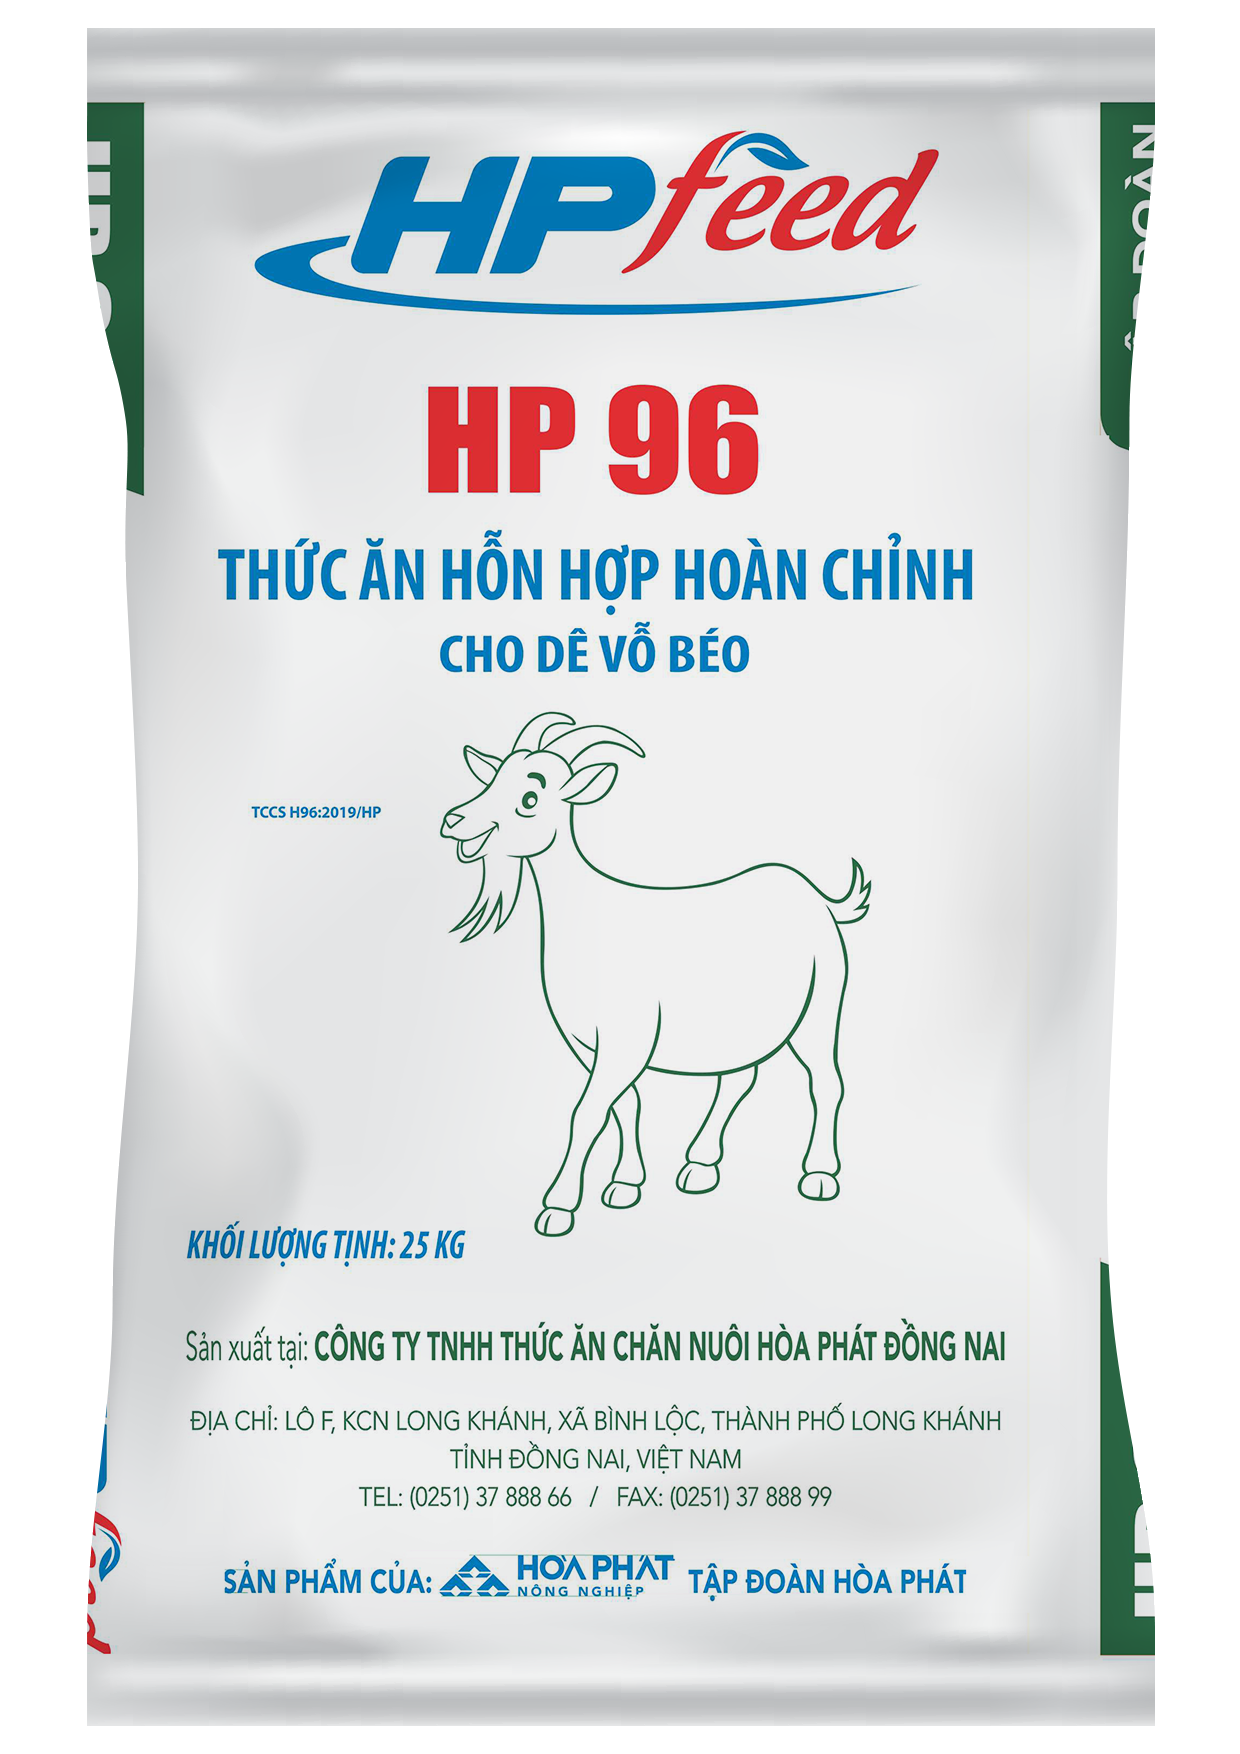 HPfeed
HP 96
THỨC ĂN HỖN HỢP HOÀN CHỈNH
CHO DÊ VỖ BÉO
TCCS H96:2019/HP
KHỐI LƯỢNG TỊNH: 25 KG
Sản xuất tại: CÔNG TY TNHH THỨC ĂN CHĂN NUÔI HÒA PHÁT ĐỒNG NAI
ĐỊA CHỈ: LÔ F, KCN LONG KHÁNH, XÃ BÌNH LỘC, THÀNH PHỐ LONG KHÁNH
TỈNH ĐỒNG NAI, VIỆT NAM
TEL: (0251) 37 888 66 / FAX: (0251) 37 888 99
SẢN PHẨM CỦA: HÒA PHÁT TẬP ĐOÀN HÒA PHÁT
NÔNG NGHIỆP